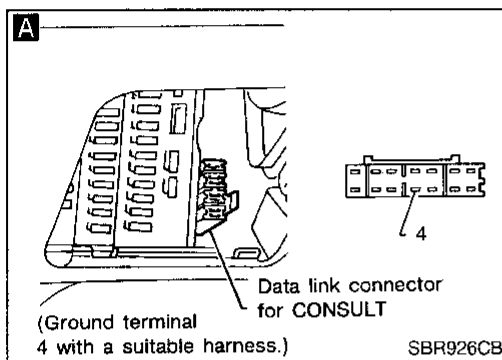 A
4
Data link connector
for CONSULT
(Ground terminal
4 with a suitable harness.)
SBR926CB